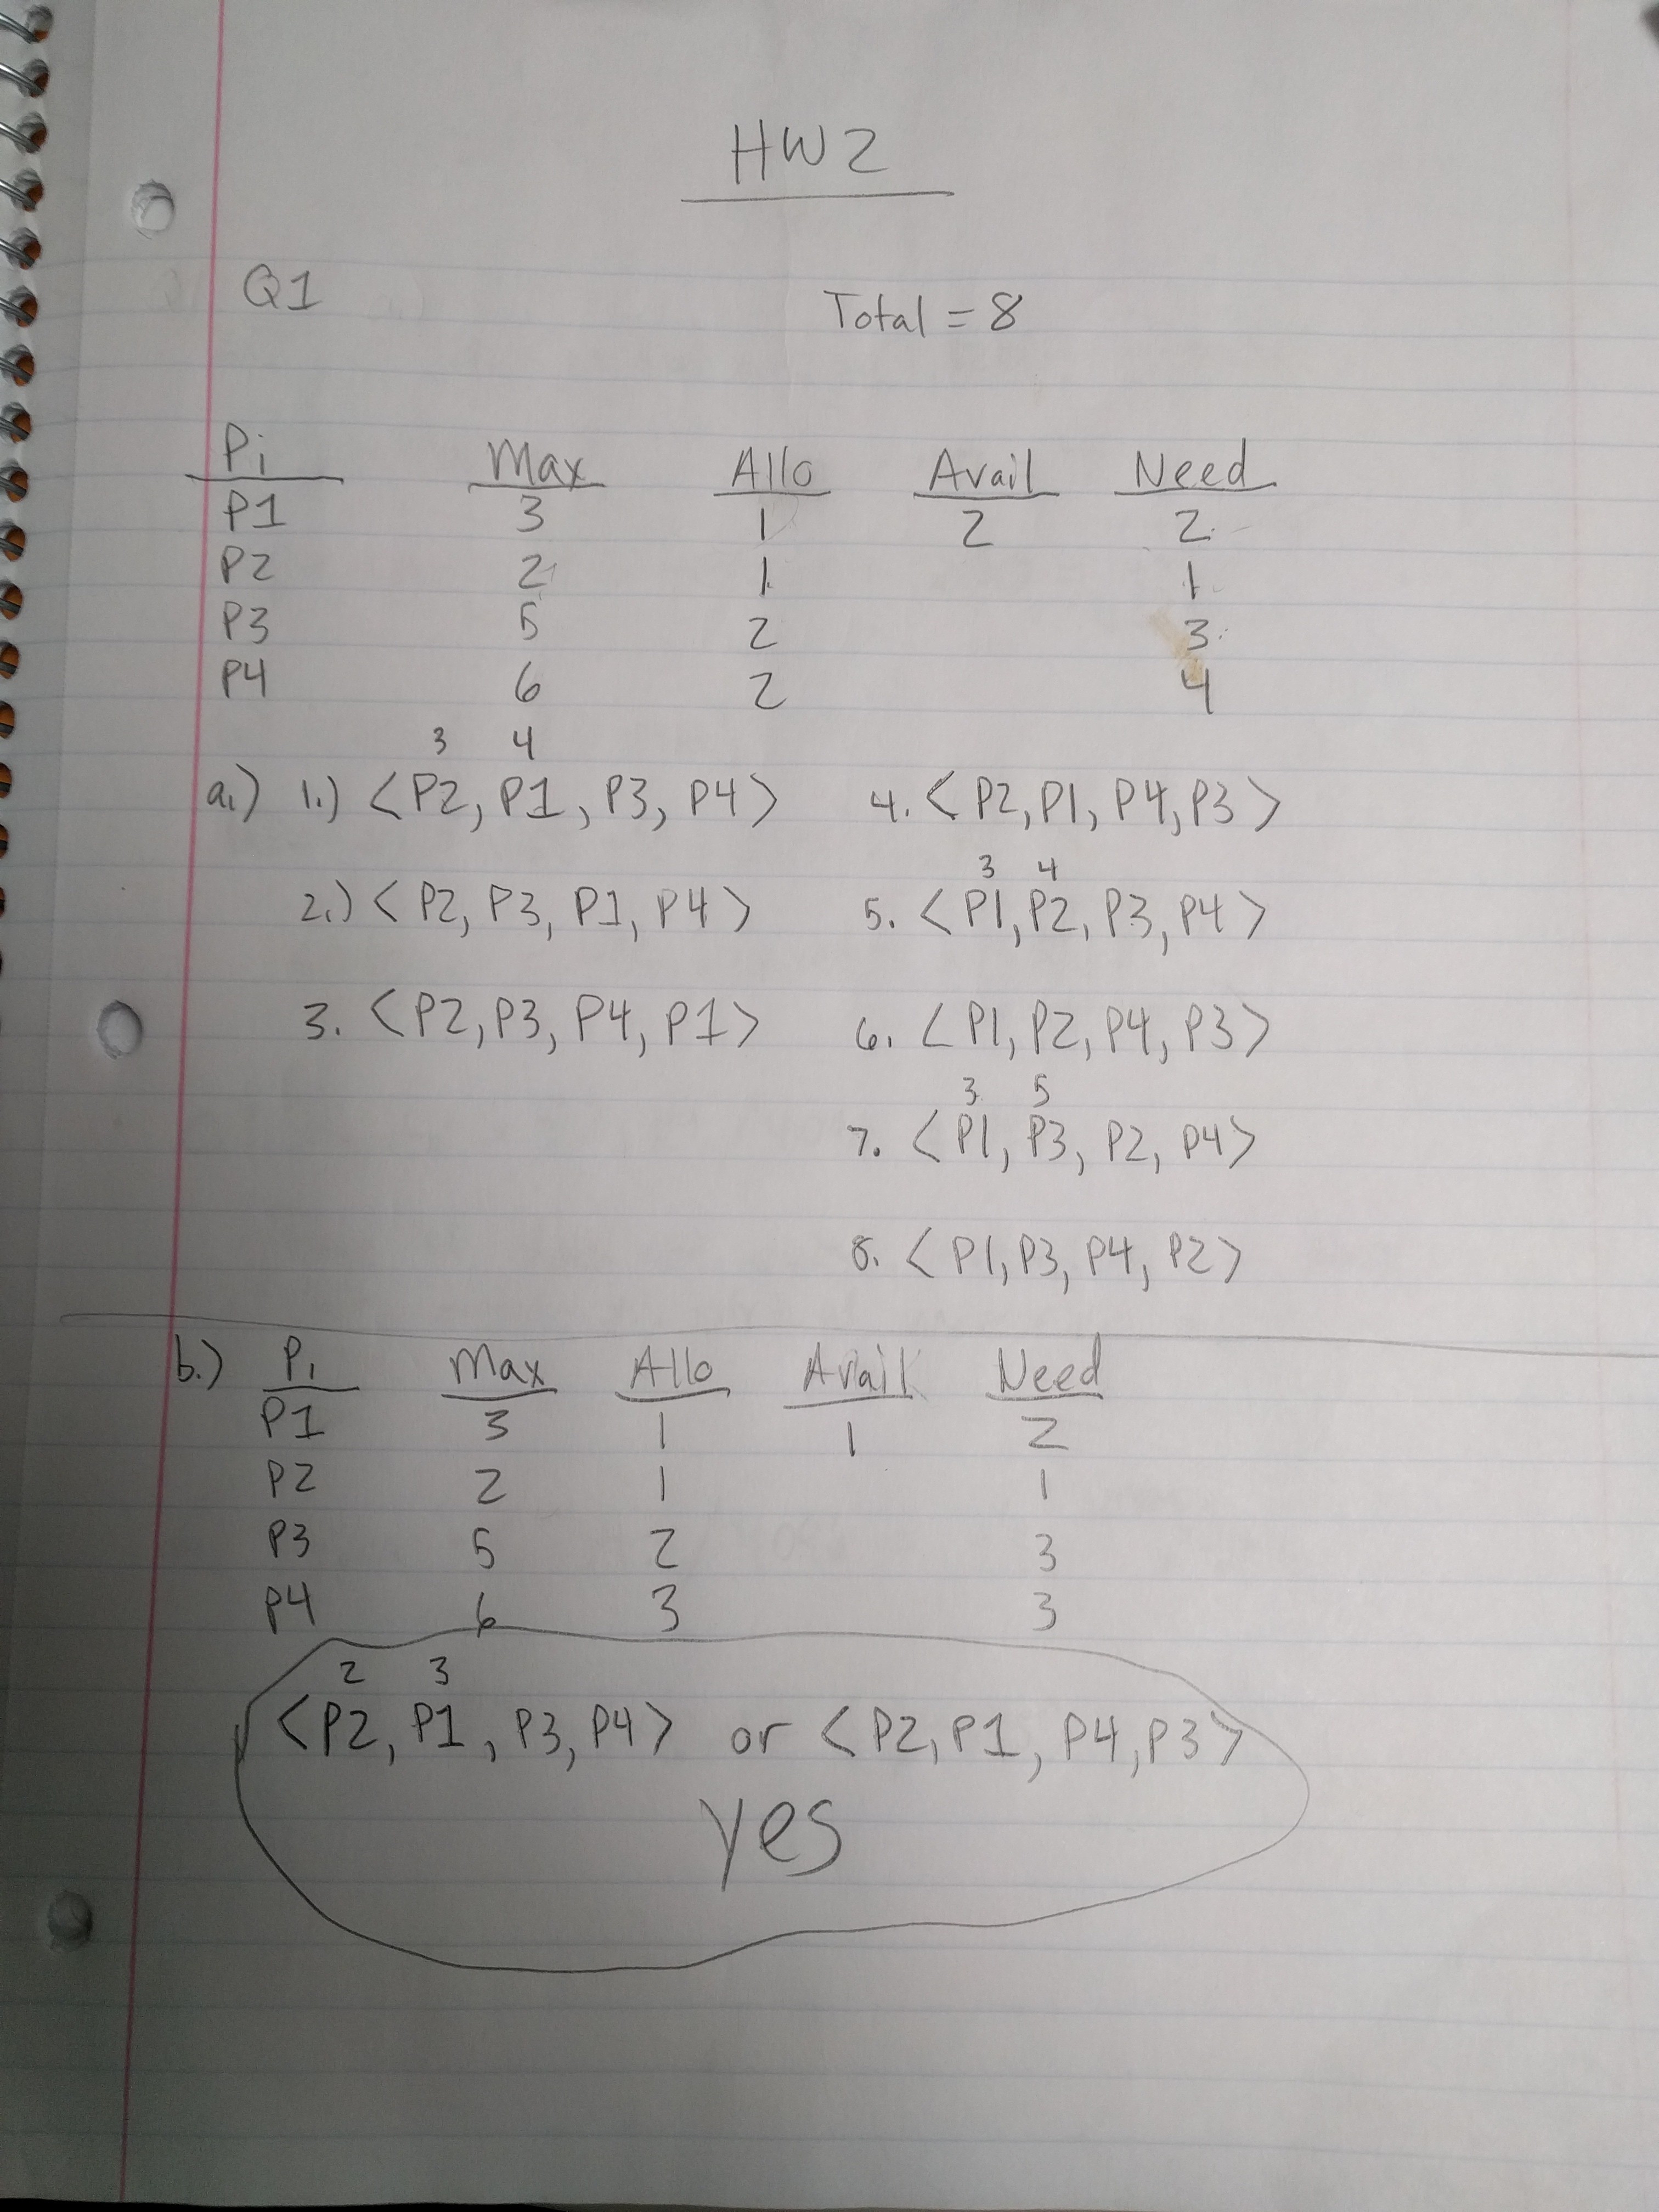 HW2
Q1 Total = 8
Pi Max Allo Avail Need
P1 3 1 2 2
P2 2 1 1
P3 5 2 3
P4 6 2 4
3 4
a.) 1.) <P2, P1, P3, P4> 4. <P2, P1, P4, P3>
3 4
2.) <P2, P3, P1, P4> 5. <P1, P2, P3, P4>
3. <P2, P3, P4, P1> 6. <P1, P2, P4, P3>
3 5
7. <P1, P3, P2, P4>
8. <P1, P3, P4, P2>
b.) Pi Max Allo Avail Need
P1 3 1 1 2
P2 2 1 1
P3 5 2 3
P4 6 3 3
2 3
<P2, P1, P3, P4> or <P2, P1, P4, P3>
yes